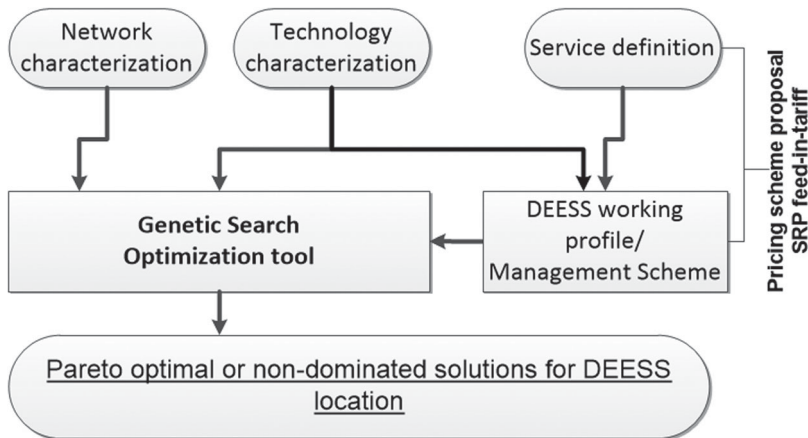 Network
characterization
Technology
characterization
Service definition
Pricing scheme proposal
SRP feed-in-tariff
Genetic Search
Optimization tool
DEESS working
profile/
Management Scheme
Pareto optimal or non-dominated solutions for DEESS
location